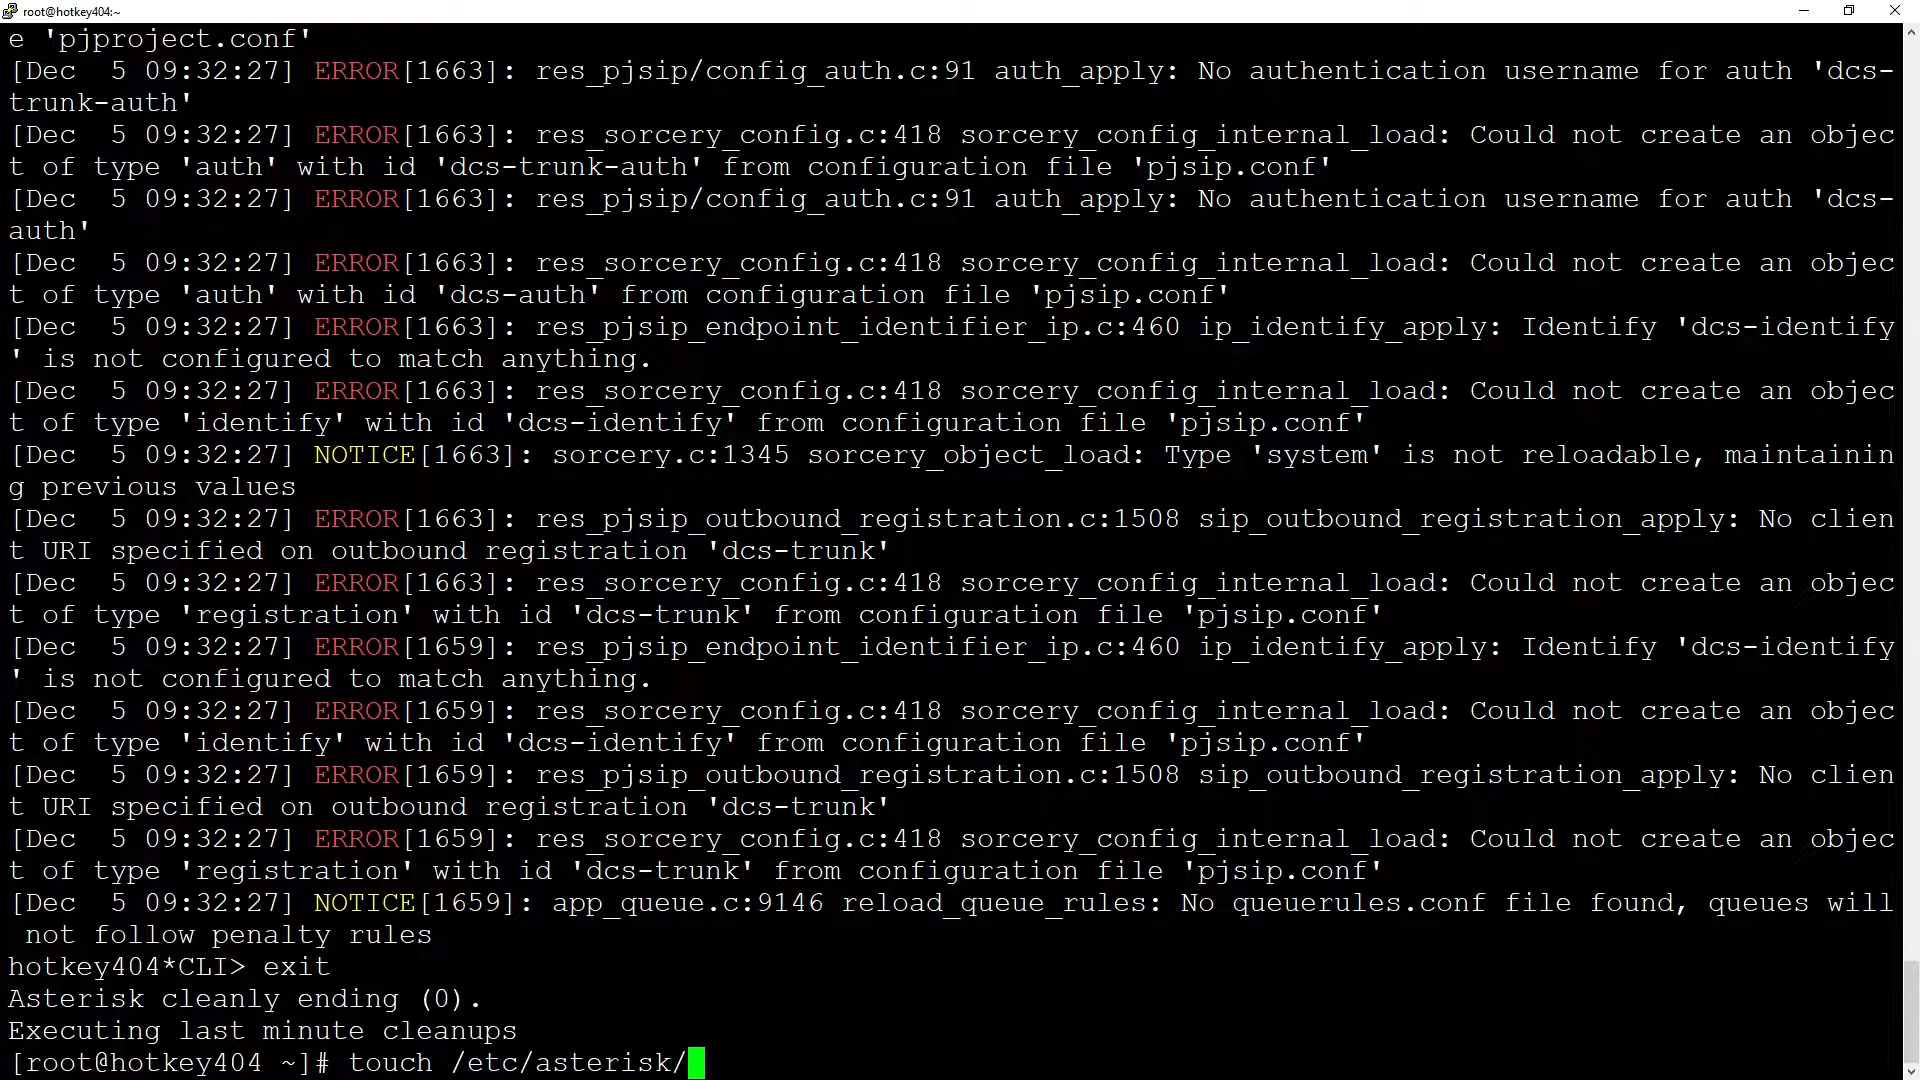 root@hotkey404:~
e 'pjproject.conf'
[Dec  5 09:32:27] ERROR[1663]: res_pjsip/config_auth.c:91 auth_apply: No authentication username for auth 'dcs-
trunk-auth'
[Dec  5 09:32:27] ERROR[1663]: res_sorcery_config.c:418 sorcery_config_internal_load: Could not create an objec
t of type 'auth' with id 'dcs-trunk-auth' from configuration file 'pjsip.conf'
[Dec  5 09:32:27] ERROR[1663]: res_pjsip/config_auth.c:91 auth_apply: No authentication username for auth 'dcs-
auth'
[Dec  5 09:32:27] ERROR[1663]: res_sorcery_config.c:418 sorcery_config_internal_load: Could not create an objec
t of type 'auth' with id 'dcs-auth' from configuration file 'pjsip.conf'
[Dec  5 09:32:27] ERROR[1663]: res_pjsip_endpoint_identifier_ip.c:460 ip_identify_apply: Identify 'dcs-identify
' is not configured to match anything.
[Dec  5 09:32:27] ERROR[1663]: res_sorcery_config.c:418 sorcery_config_internal_load: Could not create an objec
t of type 'identify' with id 'dcs-identify' from configuration file 'pjsip.conf'
[Dec  5 09:32:27] NOTICE[1663]: sorcery.c:1345 sorcery_object_load: Type 'system' is not reloadable, maintainin
g previous values
[Dec  5 09:32:27] ERROR[1663]: res_pjsip_outbound_registration.c:1508 sip_outbound_registration_apply: No clien
t URI specified on outbound registration 'dcs-trunk'
[Dec  5 09:32:27] ERROR[1663]: res_sorcery_config.c:418 sorcery_config_internal_load: Could not create an objec
t of type 'registration' with id 'dcs-trunk' from configuration file 'pjsip.conf'
[Dec  5 09:32:27] ERROR[1659]: res_pjsip_endpoint_identifier_ip.c:460 ip_identify_apply: Identify 'dcs-identify
' is not configured to match anything.
[Dec  5 09:32:27] ERROR[1659]: res_sorcery_config.c:418 sorcery_config_internal_load: Could not create an objec
t of type 'identify' with id 'dcs-identify' from configuration file 'pjsip.conf'
[Dec  5 09:32:27] ERROR[1659]: res_pjsip_outbound_registration.c:1508 sip_outbound_registration_apply: No clien
t URI specified on outbound registration 'dcs-trunk'
[Dec  5 09:32:27] ERROR[1659]: res_sorcery_config.c:418 sorcery_config_internal_load: Could not create an objec
t of type 'registration' with id 'dcs-trunk' from configuration file 'pjsip.conf'
[Dec  5 09:32:27] NOTICE[1659]: app_queue.c:9146 reload_queue_rules: No queuerules.conf file found, queues will
 not follow penalty rules
hotkey404*CLI> exit
Asterisk cleanly ending (0).
Executing last minute cleanups
[root@hotkey404 ~]# touch /etc/asterisk/